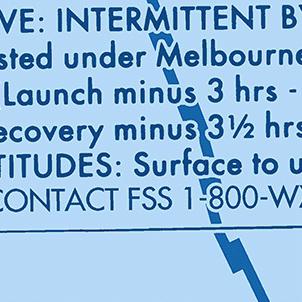 VE: INTERMITTENT BY
sted under Melbourne
Launch minus 3 hrs -
ecovery minus 3½ hrs
TITUDES: Surface to u
CONTACT FSS 1-800-WX